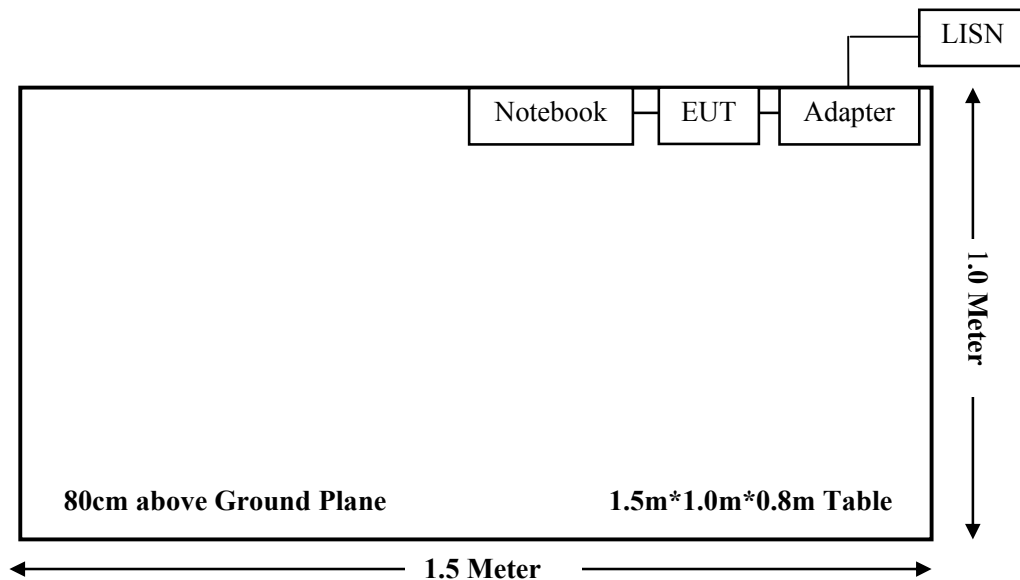 LISN
Notebook
EUT
Adapter
1.0 Meter
80cm above Ground Plane
1.5m*1.0m*0.8m Table
1.5 Meter